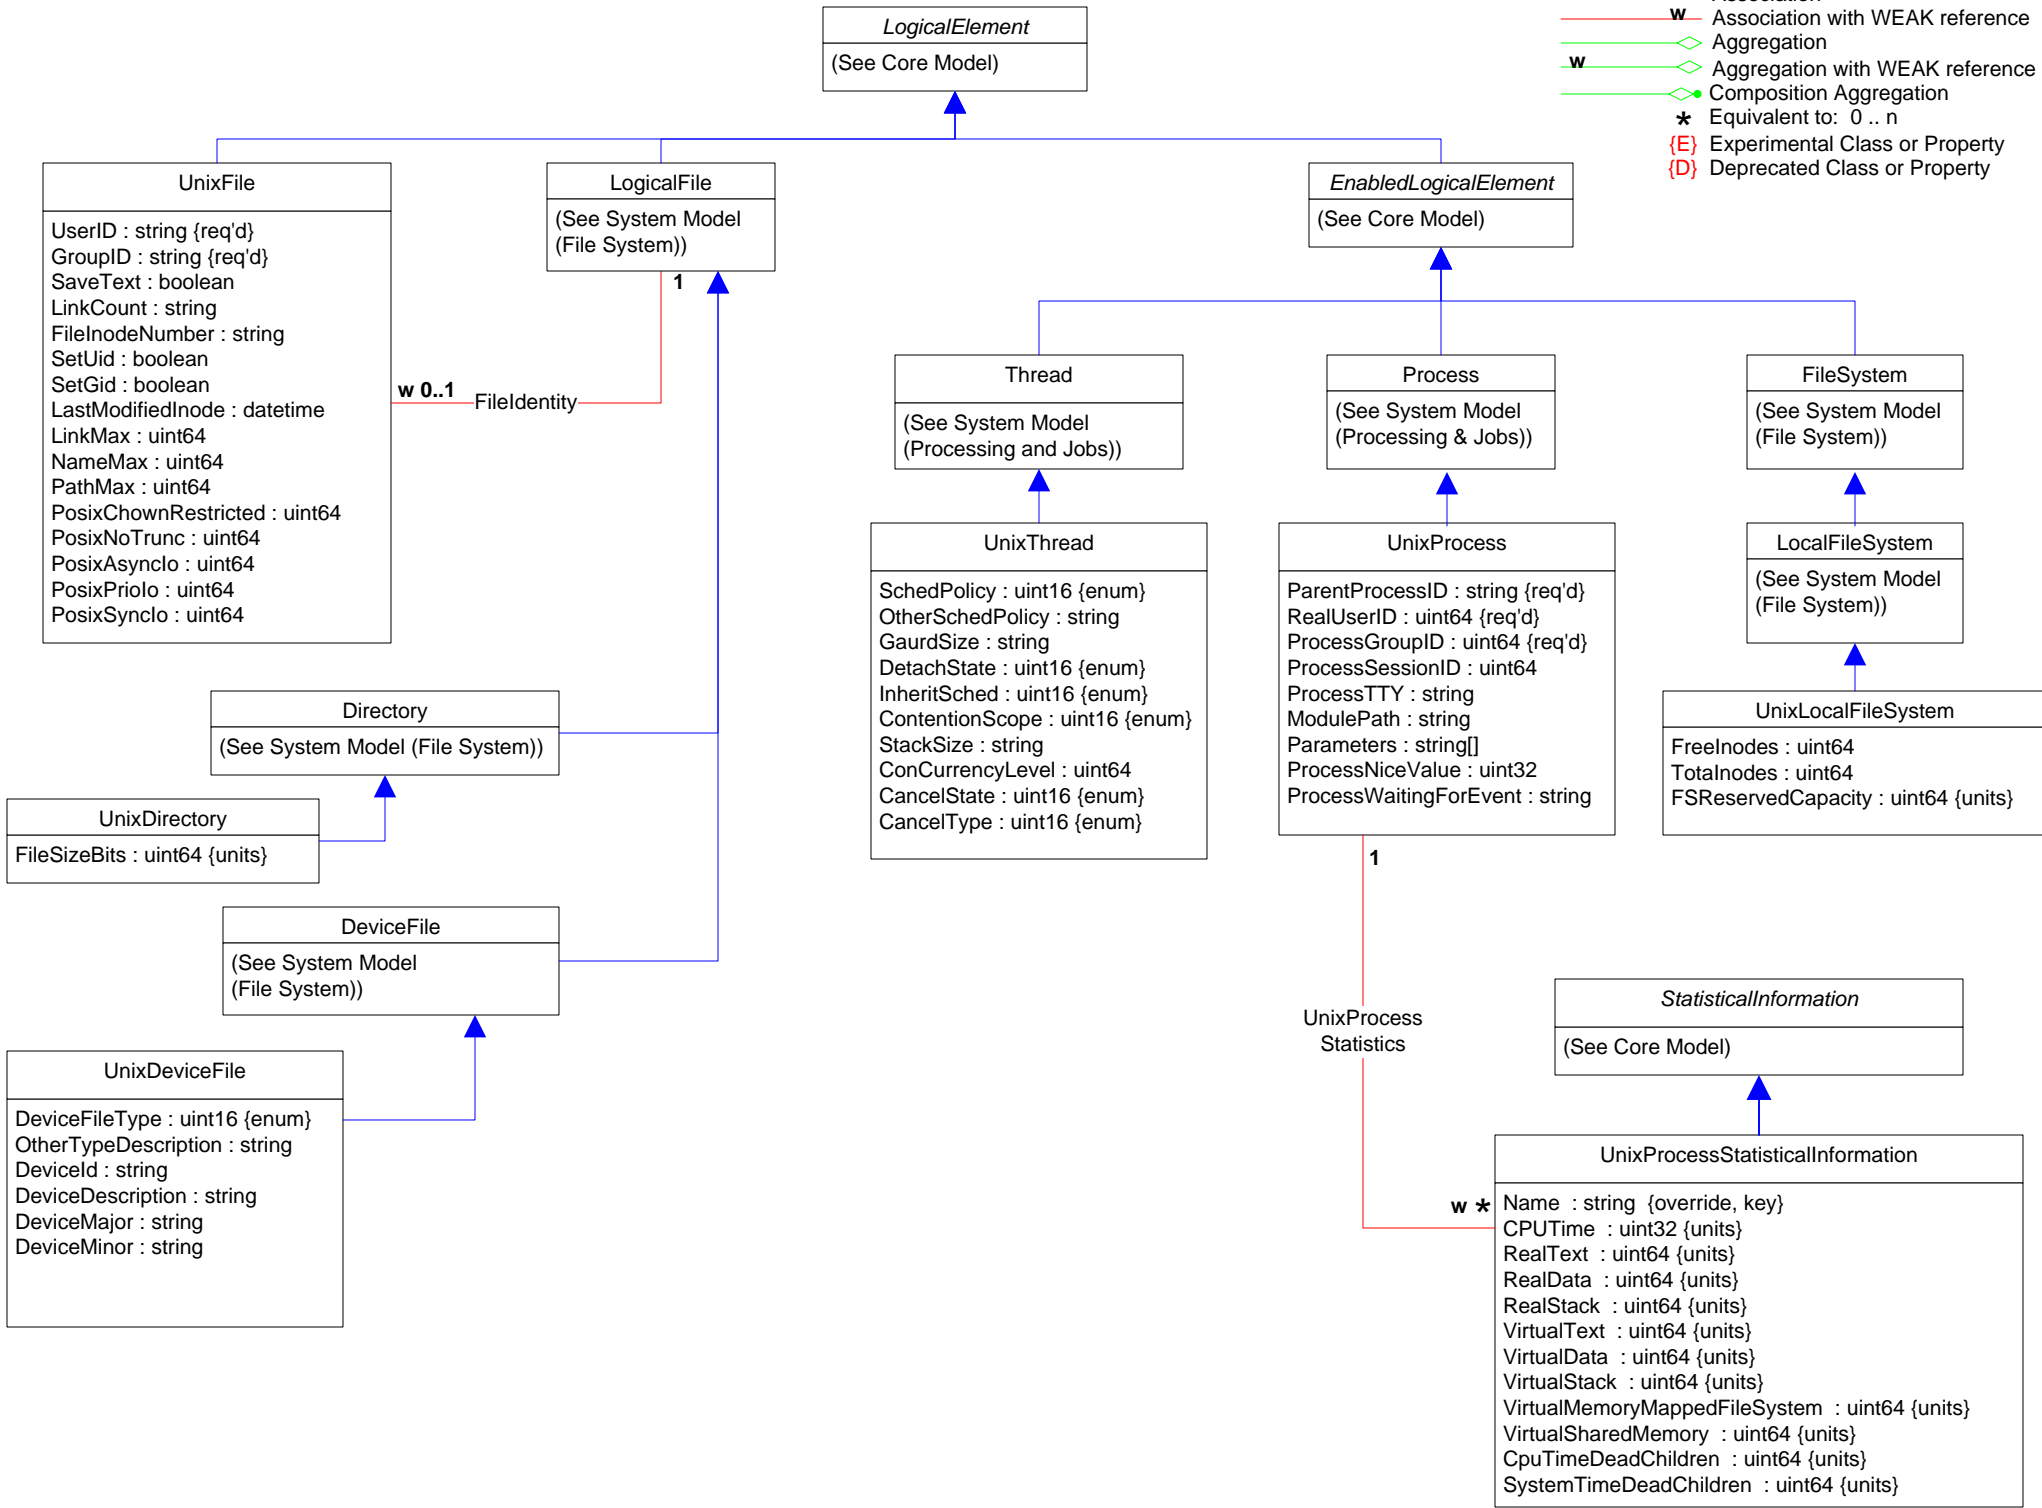 Association
w Association with WEAK reference
Aggregation
w Aggregation with WEAK reference
Composition Aggregation
* Equivalent to: 0 .. n
{E} Experimental Class or Property
{D} Deprecated Class or Property
LogicalElement
(See Core Model)
UnixFile
UserID : string {req'd}
GroupID : string {req'd}
SaveText : boolean
LinkCount : string
FileInodeNumber : string
SetUid : boolean
SetGid : boolean
LastModifiedInode : datetime
LinkMax : uint64
NameMax : uint64
PathMax : uint64
PosixChownRestricted : uint64
PosixNoTrunc : uint64
PosixAsyncIo : uint64
PosixPrioIo : uint64
PosixSyncIo : uint64
LogicalFile
(See System Model
(File System))
1
w 0..1
FileIdentity
EnabledLogicalElement
(See Core Model)
Thread
(See System Model
(Processing and Jobs))
Process
(See System Model
(Processing & Jobs))
FileSystem
(See System Model
(File System))
UnixThread
SchedPolicy : uint16 {enum}
OtherSchedPolicy : string
GaurdSize : string
DetachState : uint16 {enum}
InheritSched : uint16 {enum}
ContentionScope : uint16 {enum}
StackSize : string
ConCurrencyLevel : uint64
CancelState : uint16 {enum}
CancelType : uint16 {enum}
UnixProcess
ParentProcessID : string {req'd}
RealUserID : uint64 {req'd}
ProcessGroupID : uint64 {req'd}
ProcessSessionID : uint64
ProcessTTY : string
ModulePath : string
Parameters : string[]
ProcessNiceValue : uint32
ProcessWaitingForEvent : string
LocalFileSystem
(See System Model
(File System))
UnixLocalFileSystem
FreeInodes : uint64
TotalInodes : uint64
FSReservedCapacity : uint64 {units}
Directory
(See System Model (File System))
UnixDirectory
FileSizeBits : uint64 {units}
DeviceFile
(See System Model
(File System))
UnixDeviceFile
DeviceFileType : uint16 {enum}
OtherTypeDescription : string
DeviceId : string
DeviceDescription : string
DeviceMajor : string
DeviceMinor : string
1
UnixProcess
Statistics
w *
StatisticalInformation
(See Core Model)
UnixProcessStatisticalInformation
Name : string {override, key}
CPUTime : uint32 {units}
RealText : uint64 {units}
RealData : uint64 {units}
RealStack : uint64 {units}
VirtualText : uint64 {units}
VirtualData : uint64 {units}
VirtualStack : uint64 {units}
VirtualMemoryMappedFileSystem : uint64 {units}
VirtualSharedMemory : uint64 {units}
CpuTimeDeadChildren : uint64 {units}
SystemTimeDeadChildren : uint64 {units}